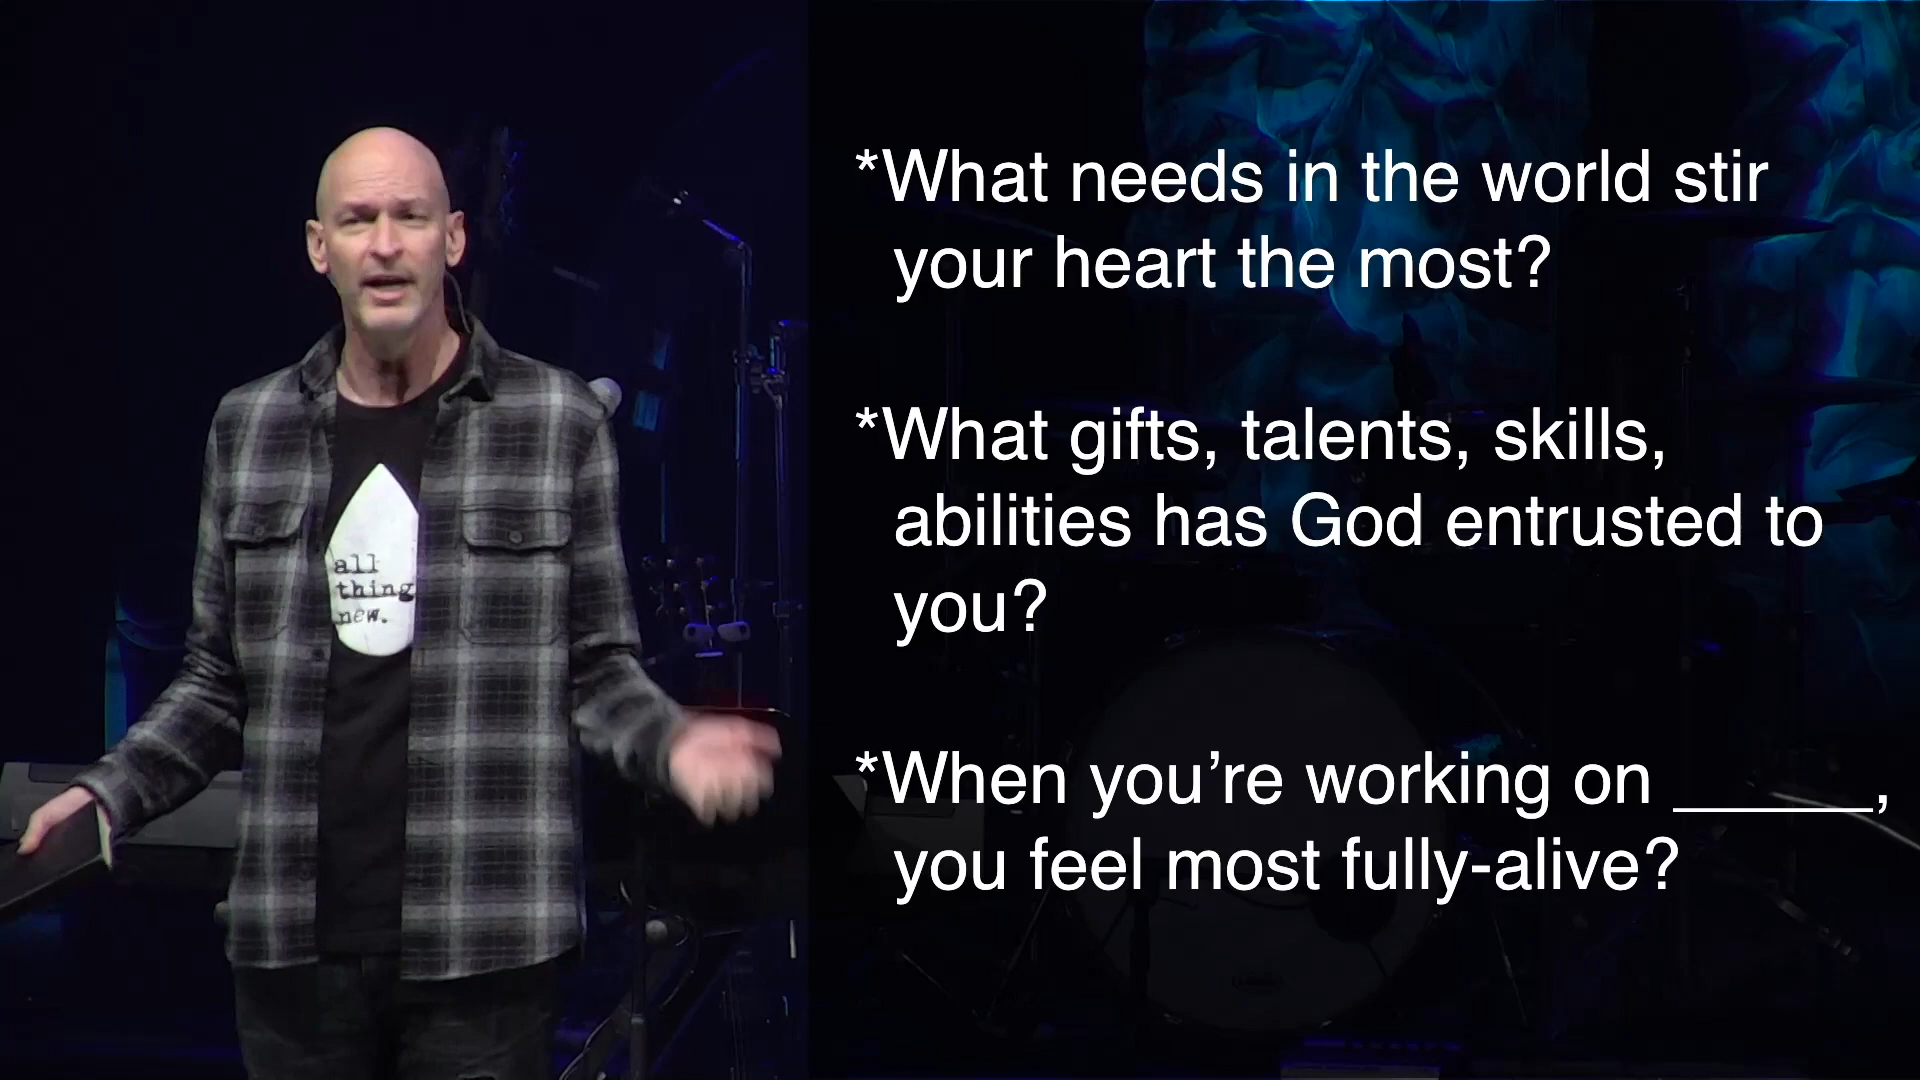 *What needs in the world stir
your heart the most?
*What gifts, talents, skills,
abilities has God entrusted to
you?
*When you're working on ______,
you feel most fully-alive?
all
thing
new.